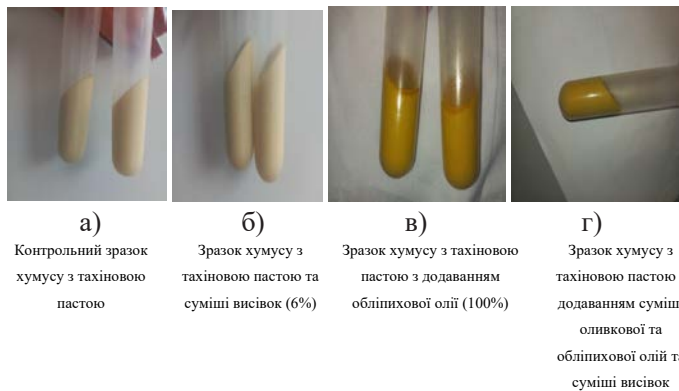 а)
Контрольний зразок
хумусу з тахіновою
пастою
б)
Зразок хумусу з
тахіновою пастою та
суміші висівок (6%)
в)
Зразок хумусу з тахіновою
пастою з додаванням
обліпихової олії (100%)
г)
Зразок хумусу з
тахіновою пастою
додаванням суміш
оливкової та
обліпихової олій та
суміші висівок